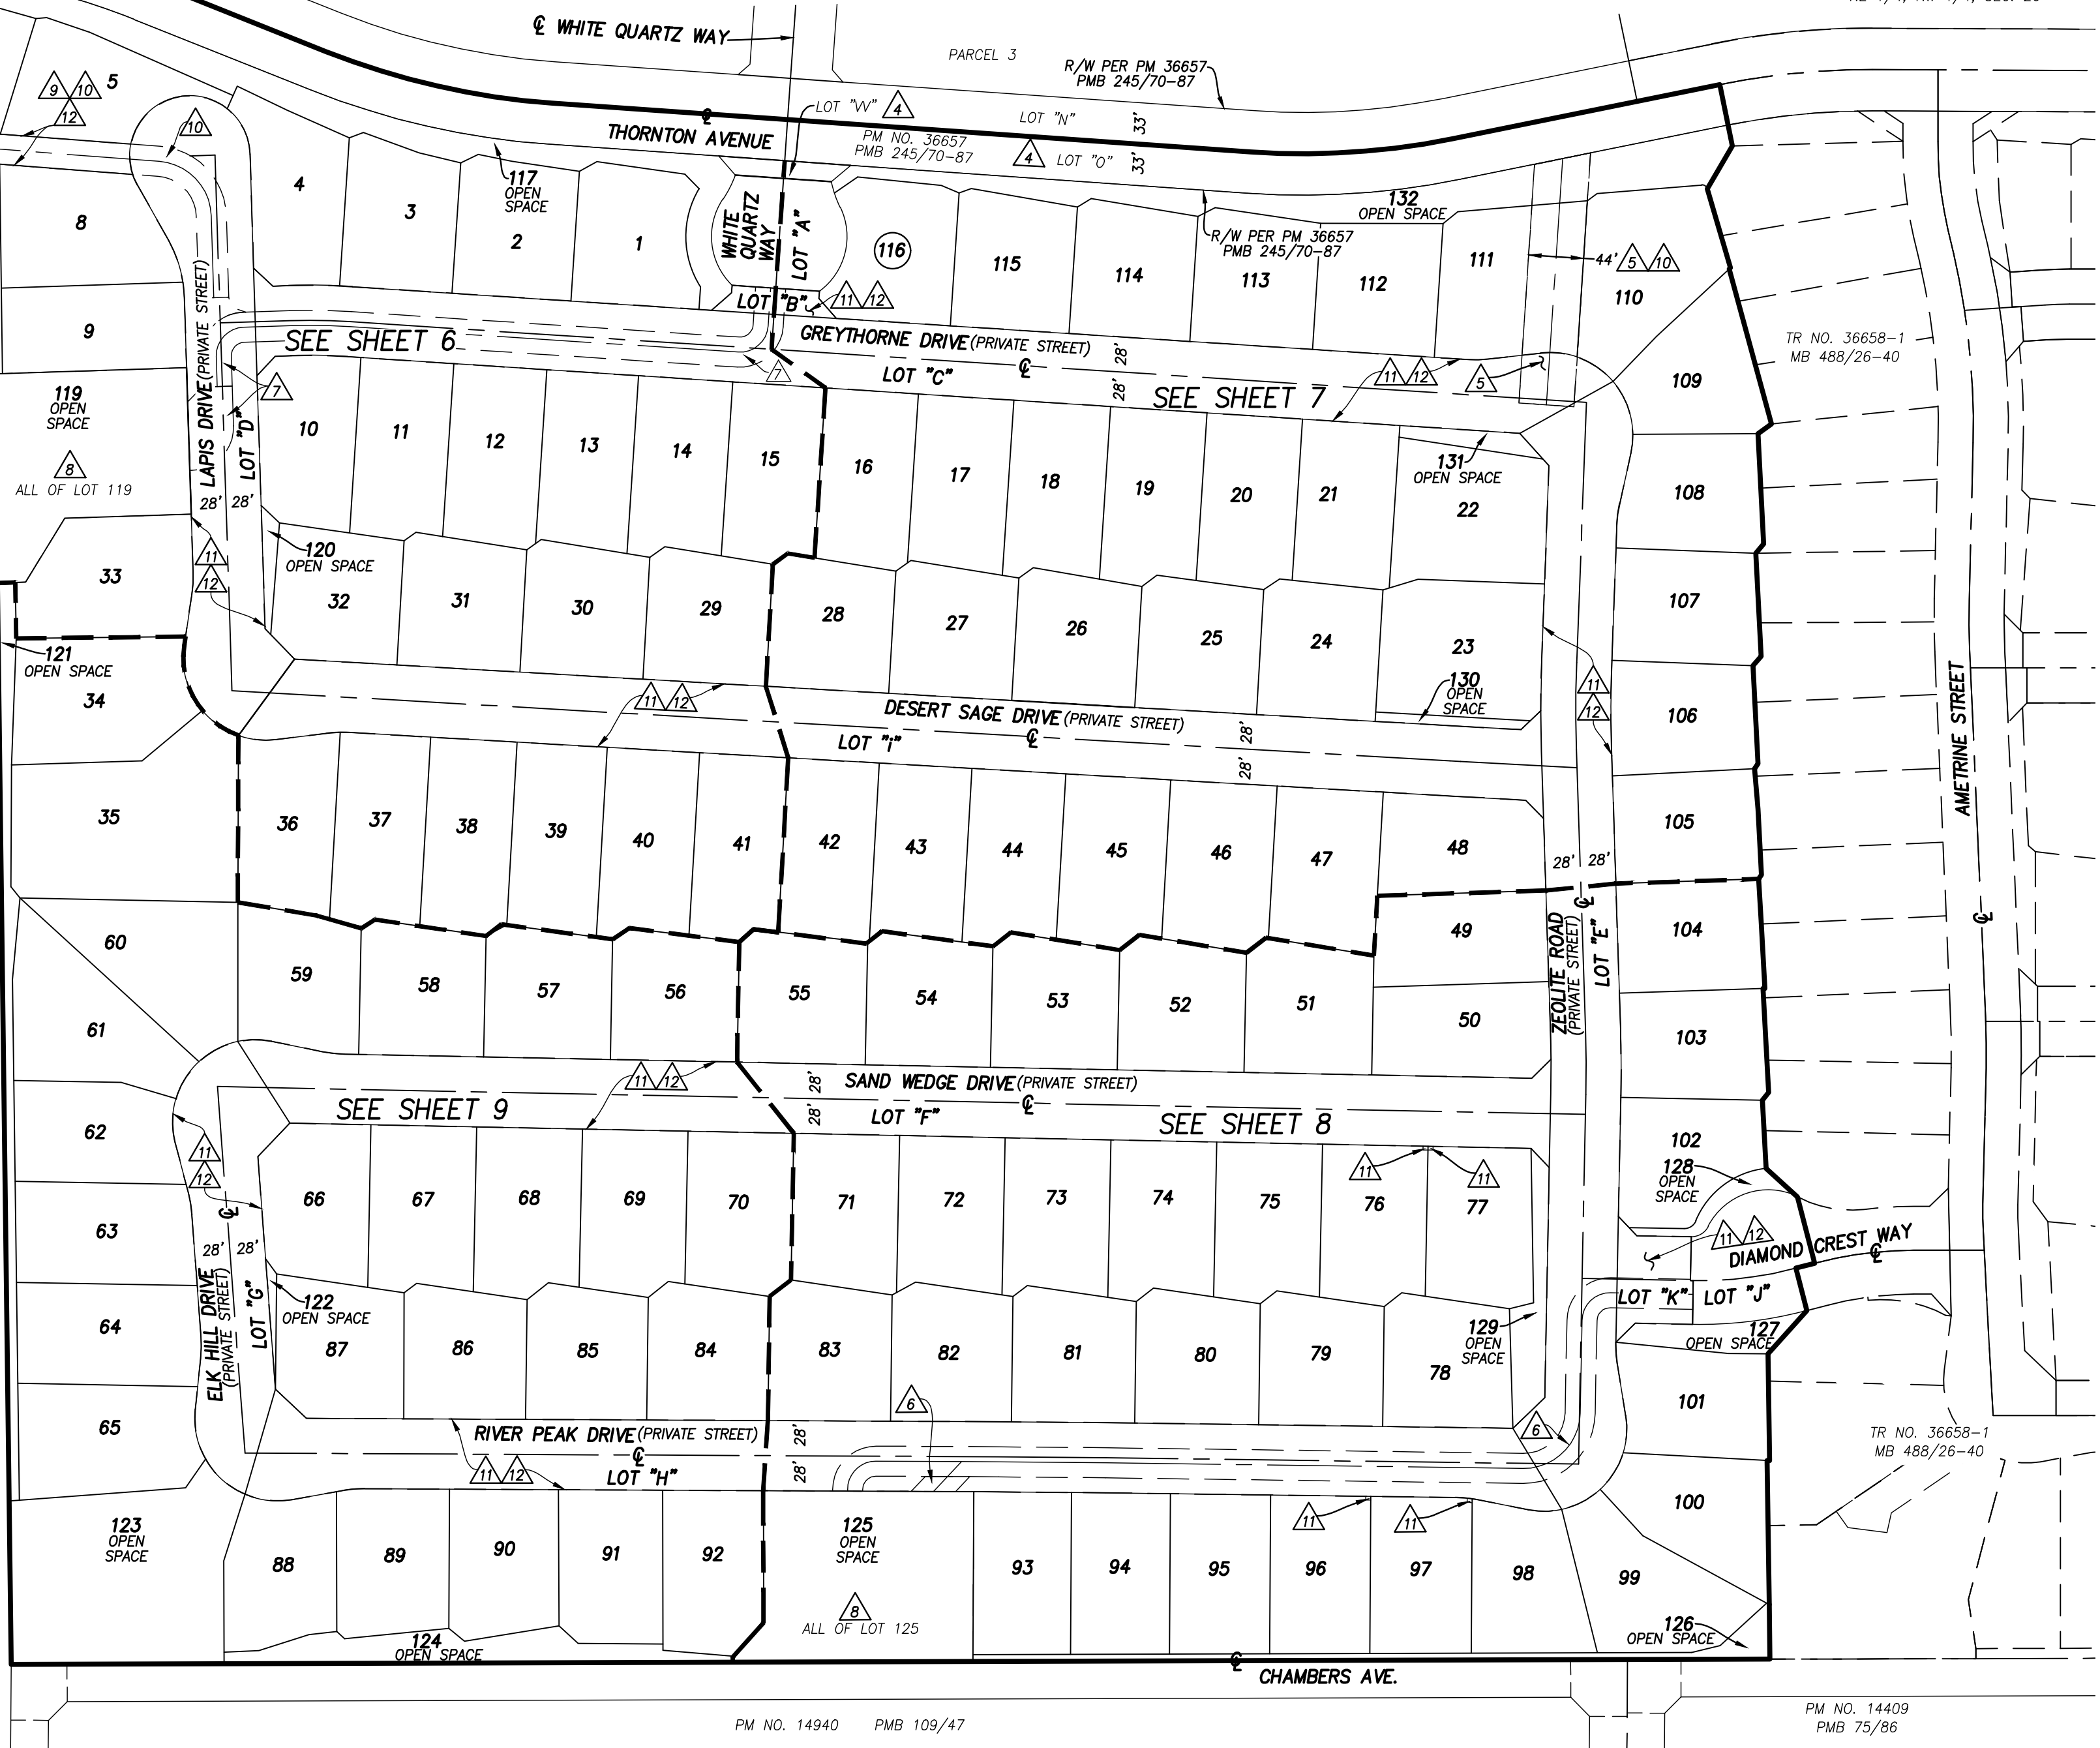 ℄ WHITE QUARTZ WAY
PARCEL 3
R/W PER PM 36657
PMB 245/70-87
9 10 5
12
10
LOT "VV" 4
LOT "N"
33'
℄
THORNTON AVENUE
PM NO. 36657
PMB 245/70-87
4 LOT "O"
33'
117
OPEN
SPACE
4
3
2
1
WHITE
QUARTZ
WAY
LOT "A"
116
115
114
113
112
111
110
132
OPEN SPACE
R/W PER PM 36657
PMB 245/70-87
44' 5 10
8
9
LOT "B"
11 12
GREYTHORNE DRIVE (PRIVATE STREET)
28'
℄
LOT "C"
28'
SEE SHEET 6
7
SEE SHEET 7
11 12
5
109
TR NO. 36658-1
MB 488/26-40
119
OPEN
SPACE
8
ALL OF LOT 119
LAPIS DRIVE (PRIVATE STREET)
LOT "D"
7
28' 28'
10
11
12
13
14
15
16
17
18
19
20
21
22
131
OPEN SPACE
108
33
11
12
120
OPEN SPACE
32
31
30
29
28
27
26
25
24
23
107
121
OPEN SPACE
34
11 12
130
OPEN
SPACE
11
12
106
AMETRINE STREET
DESERT SAGE DRIVE (PRIVATE STREET)
28'
LOT "i"
℄
28'
35
36
37
38
39
40
41
42
43
44
45
46
47
48
28' 28'
105
℄
60
59
58
57
56
55
54
53
52
51
49
50
ZEOLITE ROAD
(PRIVATE STREET)
℄
LOT "E"
104
103
℄
61
11 12
28'
SAND WEDGE DRIVE (PRIVATE STREET)
28'
℄
LOT "F"
SEE SHEET 9
SEE SHEET 8
62
11
12
102
128
OPEN
SPACE
11
11
66
67
68
69
70
71
72
73
74
75
76
77
63
℄
28' 28'
11 12
DIAMOND CREST WAY
℄
LOT "K" LOT "J"
ELK HILL DRIVE
(PRIVATE STREET)
LOT "G"
122
OPEN SPACE
64
87
86
85
84
83
82
81
80
79
78
129
OPEN
SPACE
127
OPEN SPACE
101
65
6
6
RIVER PEAK DRIVE (PRIVATE STREET)
28'
℄
LOT "H"
28'
11 12
TR NO. 36658-1
MB 488/26-40
100
123
OPEN
SPACE
88
89
90
91
92
125
OPEN
SPACE
8
ALL OF LOT 125
11
11
93
94
95
96
97
98
99
124
OPEN SPACE
126
OPEN SPACE
℄
CHAMBERS AVE.
PM NO. 14940 PMB 109/47
PM NO. 14409
PMB 75/86